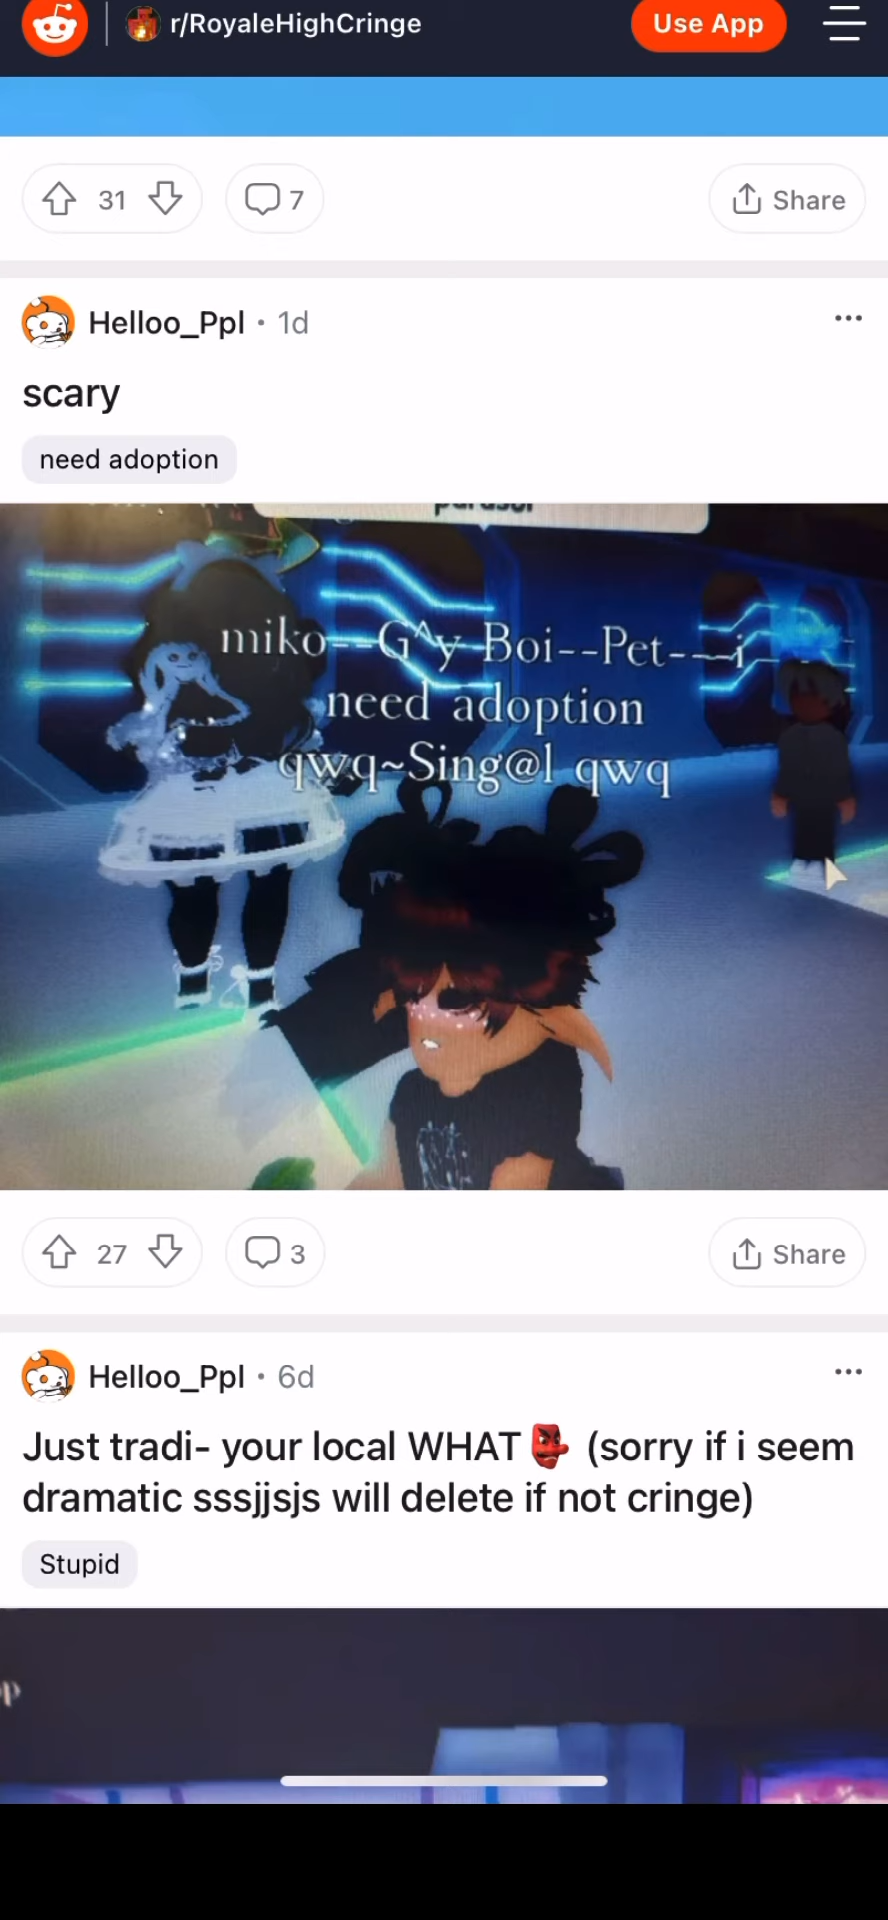 r/RoyaleHighCringe
Use App
31
7
Share
Helloo_Ppl · 1d
scary
need adoption
parasol
miko--G^y Boi--Pet---i
need adoption
qwq~Sing@l qwq
27
3
Share
Helloo_Ppl · 6d
Just tradi- your local WHAT👺 (sorry if i seem
dramatic sssjjsjs will delete if not cringe)
Stupid